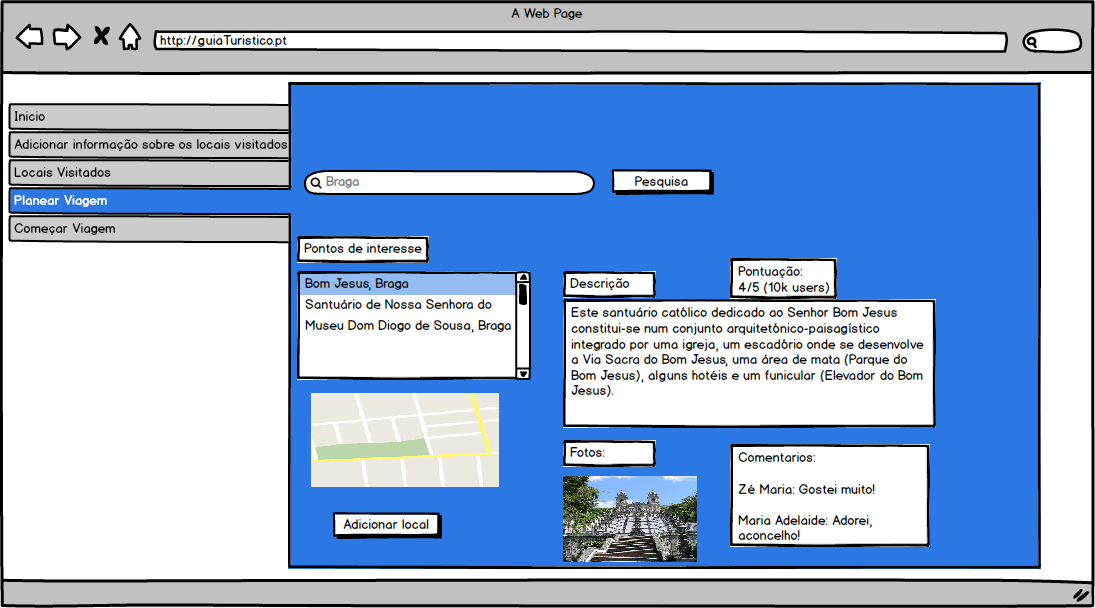 A Web Page
http://guiaTuristico.pt
Inicio
Adicionar informação sobre os locais visitados
Locais Visitados
Planear Viagem
Começar Viagem
Braga
Pesquisa
Pontos de interesse
Bom Jesus, Braga
Santuário de Nossa Senhora do
Museu Dom Diogo de Sousa, Braga
Adicionar local
Descrição
Pontuação:
4/5 (10k users)
Este santuário católico dedicado ao Senhor Bom Jesus
constitui-se num conjunto arquitetônico-paisagístico
integrado por uma igreja, um escadório onde se desenvolve
a Via Sacra do Bom Jesus, uma área de mata (Parque do
Bom Jesus), alguns hotéis e um funicular (Elevador do Bom
Jesus).
Fotos:
Comentarios:
Zé Maria: Gostei muito!
Maria Adelaide: Adorei,
aconcelho!